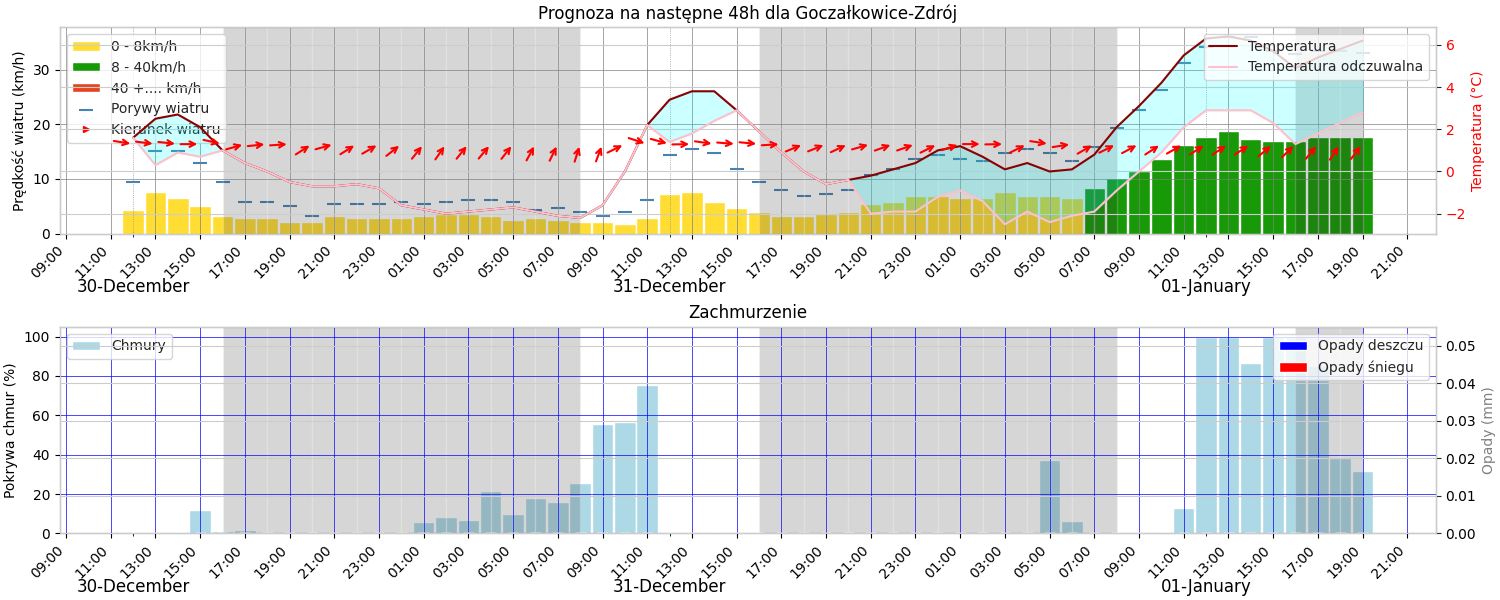 Prognoza na następne 48h dla Goczałkowice-Zdrój
Prędkość wiatru (km/h)
30
20
10
0
0 - 8km/h
8 - 40km/h
40 +.... km/h
Porywy wiatru
Kierunek wiatru
Temperatura
Temperatura odczuwalna
6
4
2
0
−2
Temperatura (°C)
09:00 11:00 13:00 15:00 17:00 19:00 21:00 23:00 01:00 03:00 05:00 07:00 09:00 11:00 13:00 15:00 17:00 19:00 21:00 23:00 01:00 03:00 05:00 07:00 09:00 11:00 13:00 15:00 17:00 19:00 21:00
30-December 31-December 01-January
Zachmurzenie
Pokrywa chmur (%)
100
80
60
40
20
0
Chmury
Opady deszczu
Opady śniegu
0.05
0.04
0.03
0.02
0.01
0.00
Opady (mm)
09:00 11:00 13:00 15:00 17:00 19:00 21:00 23:00 01:00 03:00 05:00 07:00 09:00 11:00 13:00 15:00 17:00 19:00 21:00 23:00 01:00 03:00 05:00 07:00 09:00 11:00 13:00 15:00 17:00 19:00 21:00
30-December 31-December 01-January